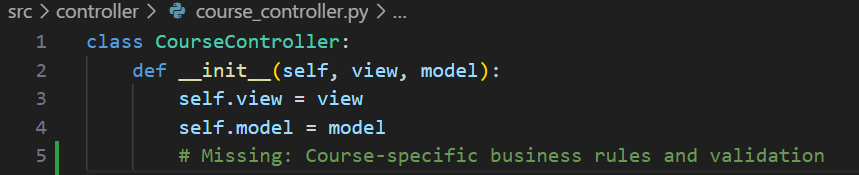 src > controller > course_controller.py > ...
1 class CourseController:
2     def __init__(self, view, model):
3         self.view = view
4         self.model = model
5         # Missing: Course-specific business rules and validation